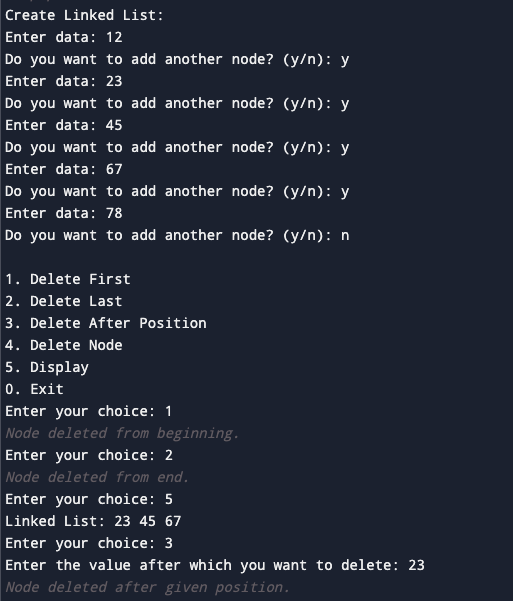 Create Linked List:
Enter data: 12
Do you want to add another node? (y/n): y
Enter data: 23
Do you want to add another node? (y/n): y
Enter data: 45
Do you want to add another node? (y/n): y
Enter data: 67
Do you want to add another node? (y/n): y
Enter data: 78
Do you want to add another node? (y/n): n
1. Delete First
2. Delete Last
3. Delete After Position
4. Delete Node
5. Display
0. Exit
Enter your choice: 1
Node deleted from beginning.
Enter your choice: 2
Node deleted from end.
Enter your choice: 5
Linked List: 23 45 67
Enter your choice: 3
Enter the value after which you want to delete: 23
Node deleted after given position.